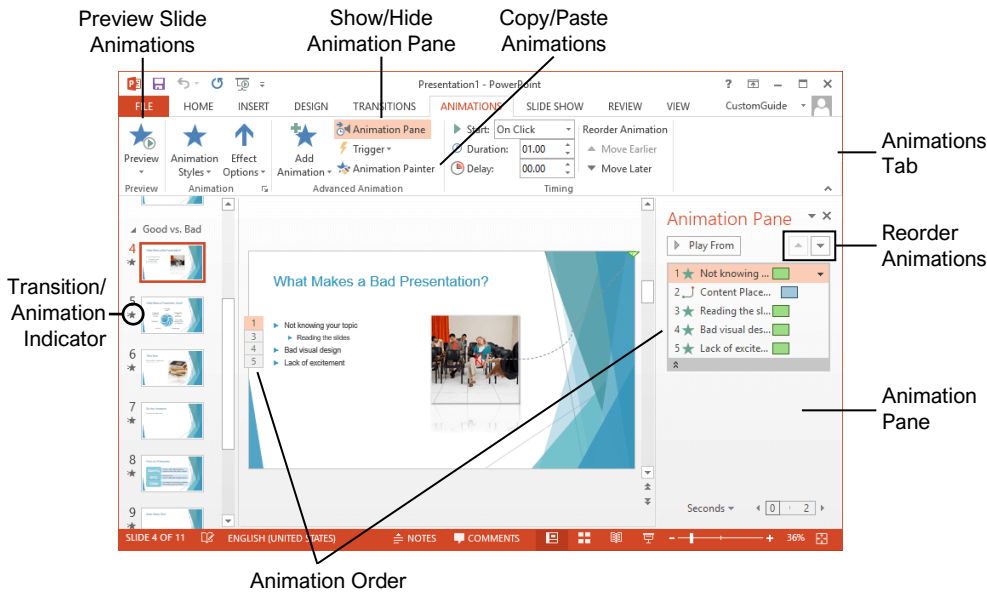 Preview Slide
Animations
Show/Hide
Animation Pane
Copy/Paste
Animations
Presentation1 - PowerPoint
?
FILE HOME INSERT DESIGN TRANSITIONS ANIMATIONS SLIDE SHOW REVIEW VIEW CustomGuide
Preview
Animation
Styles
Effect
Options
Add
Animation
Animation Pane
Trigger
Animation Painter
Start: On Click
Duration: 01.00
Delay: 00.00
Reorder Animation
Move Earlier
Move Later
Preview Animation Advanced Animation Timing
Animations
Tab
Good vs. Bad
4
5
6
7
8
9
Transition/
Animation
Indicator
What Makes a Bad Presentation?
1 Not knowing your topic
3 Reading the slides
4 Bad visual design
5 Lack of excitement
Animation Pane
Play From
1 Not knowing ...
2 Content Place...
3 Reading the sl...
4 Bad visual des...
5 Lack of excite...
Seconds 0 2
Reorder
Animations
Animation
Pane
SLIDE 4 OF 11 ENGLISH (UNITED STATES) NOTES COMMENTS 36%
Animation Order